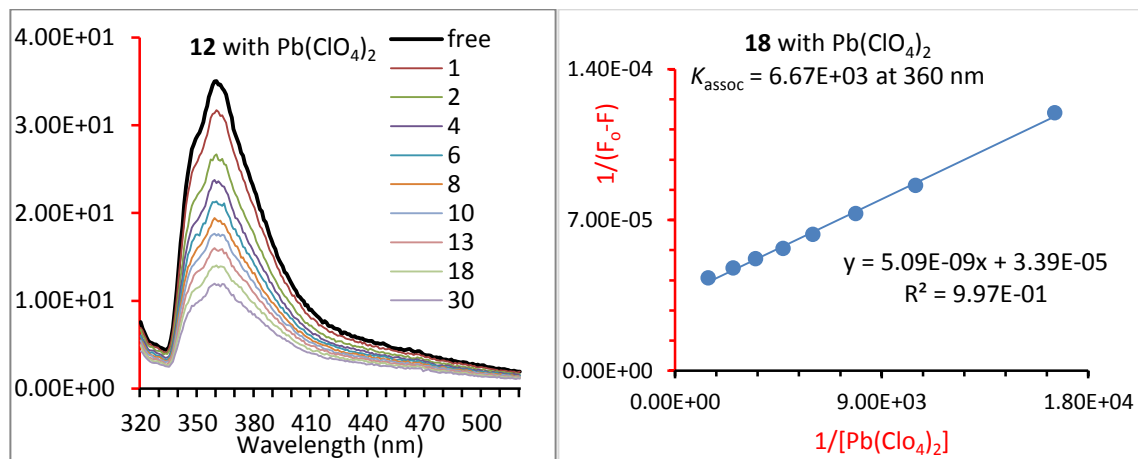 12 with Pb(ClO4)2
free
1
2
4
6
8
10
13
18
30
4.00E+01
3.00E+01
2.00E+01
1.00E+01
0.00E+00
320 350 380 410 440 470 500
Wavelength (nm)
18 with Pb(ClO4)2
Kassoc = 6.67E+03 at 360 nm
1.40E-04
7.00E-05
0.00E+00
1/(Fo-F)
y = 5.09E-09x + 3.39E-05
R² = 9.97E-01
0.00E+00 9.00E+03 1.80E+04
1/[Pb(Clo4)2]